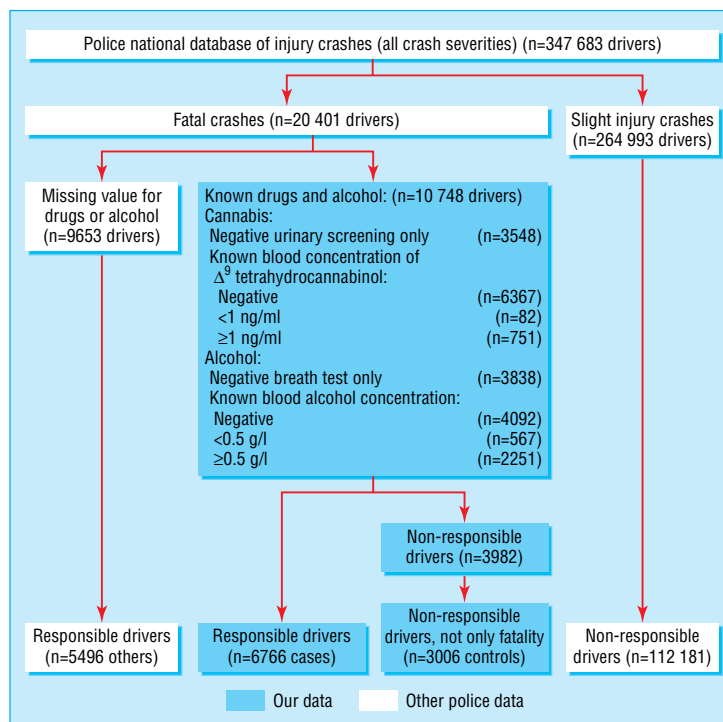 Police national database of injury crashes (all crash severities) (n=347 683 drivers)
Fatal crashes (n=20 401 drivers)
Slight injury crashes
(n=264 993 drivers)
Missing value for
drugs or alcohol
(n=9653 drivers)
Known drugs and alcohol: (n=10 748 drivers)
Cannabis:
Negative urinary screening only (n=3548)
Known blood concentration of
Δ⁹ tetrahydrocannabinol:
Negative (n=6367)
<1 ng/ml (n=82)
≥1 ng/ml (n=751)
Alcohol:
Negative breath test only (n=3838)
Known blood alcohol concentration:
Negative (n=4092)
<0.5 g/l (n=567)
≥0.5 g/l (n=2251)
Non-responsible
drivers (n=3982)
Responsible drivers
(n=5496 others)
Responsible drivers
(n=6766 cases)
Non-responsible
drivers, not only fatality
(n=3006 controls)
Non-responsible
drivers (n=112 181)
Our data
Other police data